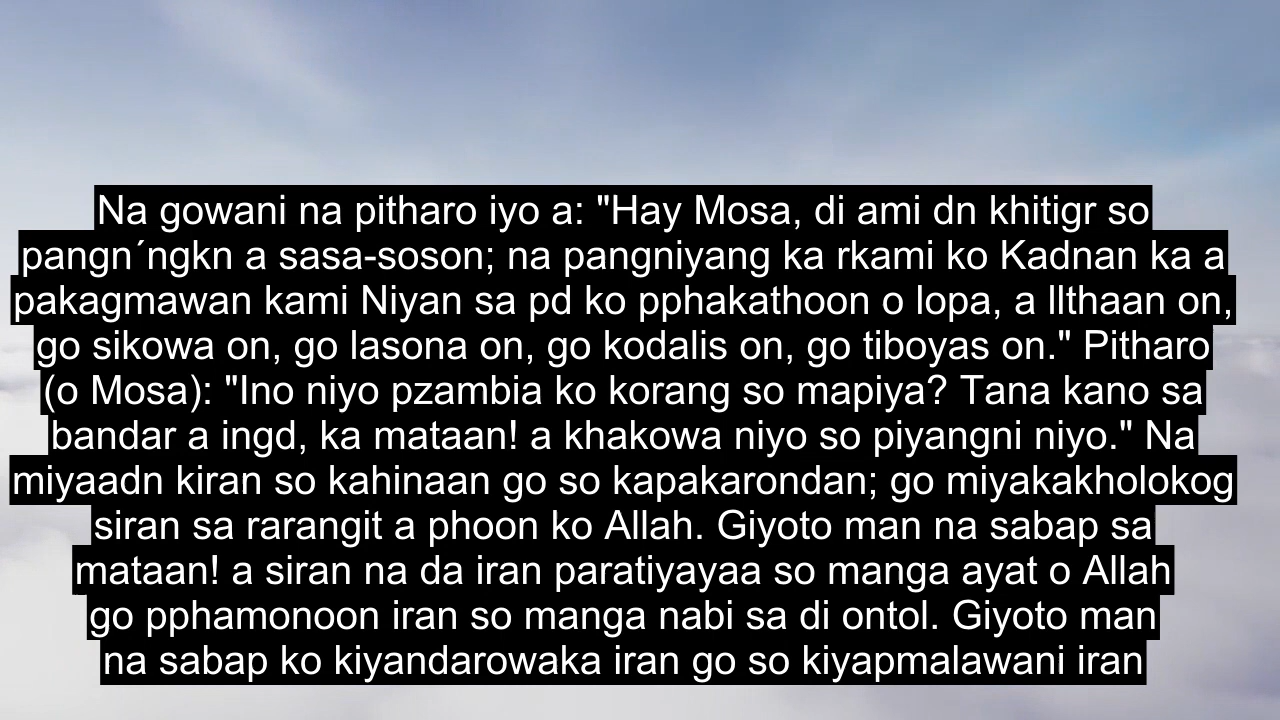 Na gowani na pitharo iyo a: "Hay Mosa, di ami dn khitigr so
pangn´ngkn a sasa-soson; na pangniyang ka rkami ko Kadnan ka a
pakagmawan kami Niyan sa pd ko pphakathoon o lopa, a llthaan on,
go sikowa on, go lasona on, go kodalis on, go tiboyas on." Pitharo
(o Mosa): "Ino niyo pzambia ko korang so mapiya? Tana kano sa
bandar a ingd, ka mataan! a khakowa niyo so piyangni niyo." Na
miyaadn kiran so kahinaan go so kapakarondan; go miyakakholokog
siran sa rarangit a phoon ko Allah. Giyoto man na sabap sa
mataan! a siran na da iran paratiyayaa so manga ayat o Allah
go pphamonoon iran so manga nabi sa di ontol. Giyoto man
na sabap ko kiyandarowaka iran go so kiyapmalawani iran